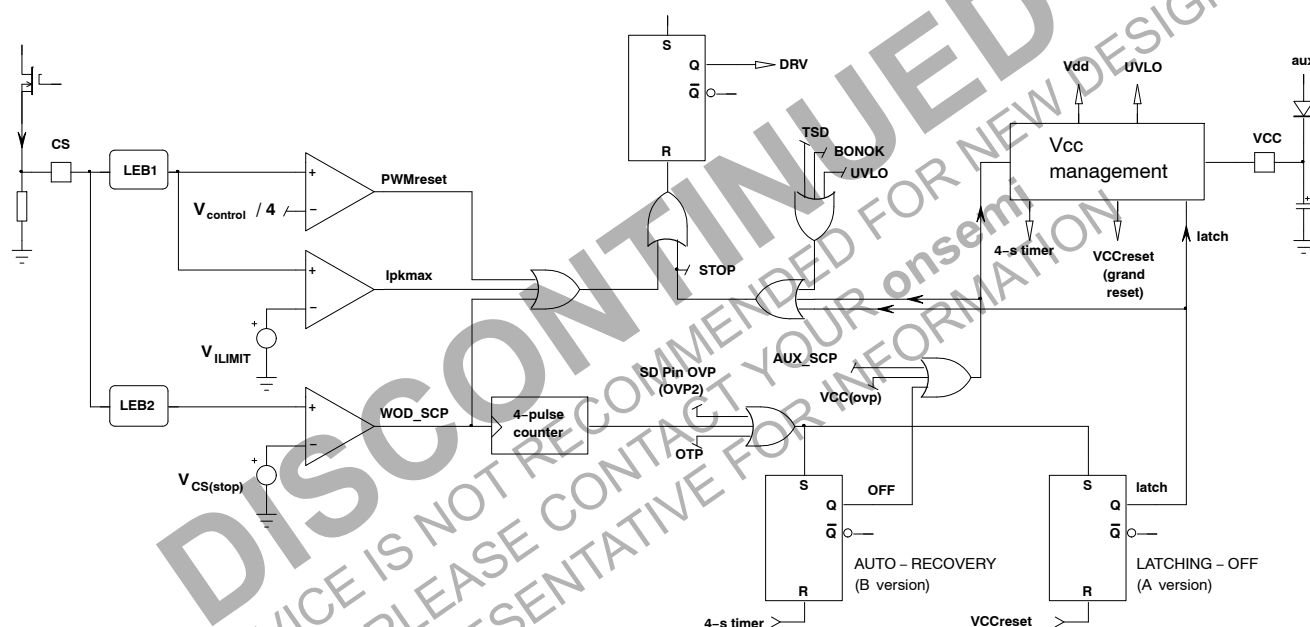 S
Q
DRV
Q
R
CS
LEB1
PWMreset
Vcontrol / 4
+
−
Ipkmax
+
−
VILIMIT
+
STOP
TSD
BONOK
UVLO
Vdd
UVLO
Vcc
management
VCC
aux
+
4−s timer
VCCreset
(grand
reset)
latch
LEB2
WOD_SCP
+
−
VCS(stop)
+
4−pulse
counter
SD Pin OVP
(OVP2)
OTP
AUX_SCP
VCC(ovp)
S
Q
OFF
Q
R
AUTO − RECOVERY
(B version)
4−s timer
S
Q
latch
Q
R
LATCHING − OFF
(A version)
VCCreset
DISCONTINUED
VICE IS NOT RECOMMENDED FOR NEW DESIGN
PLEASE CONTACT YOUR onsemi
ESENTATIVE FOR INFORMATION